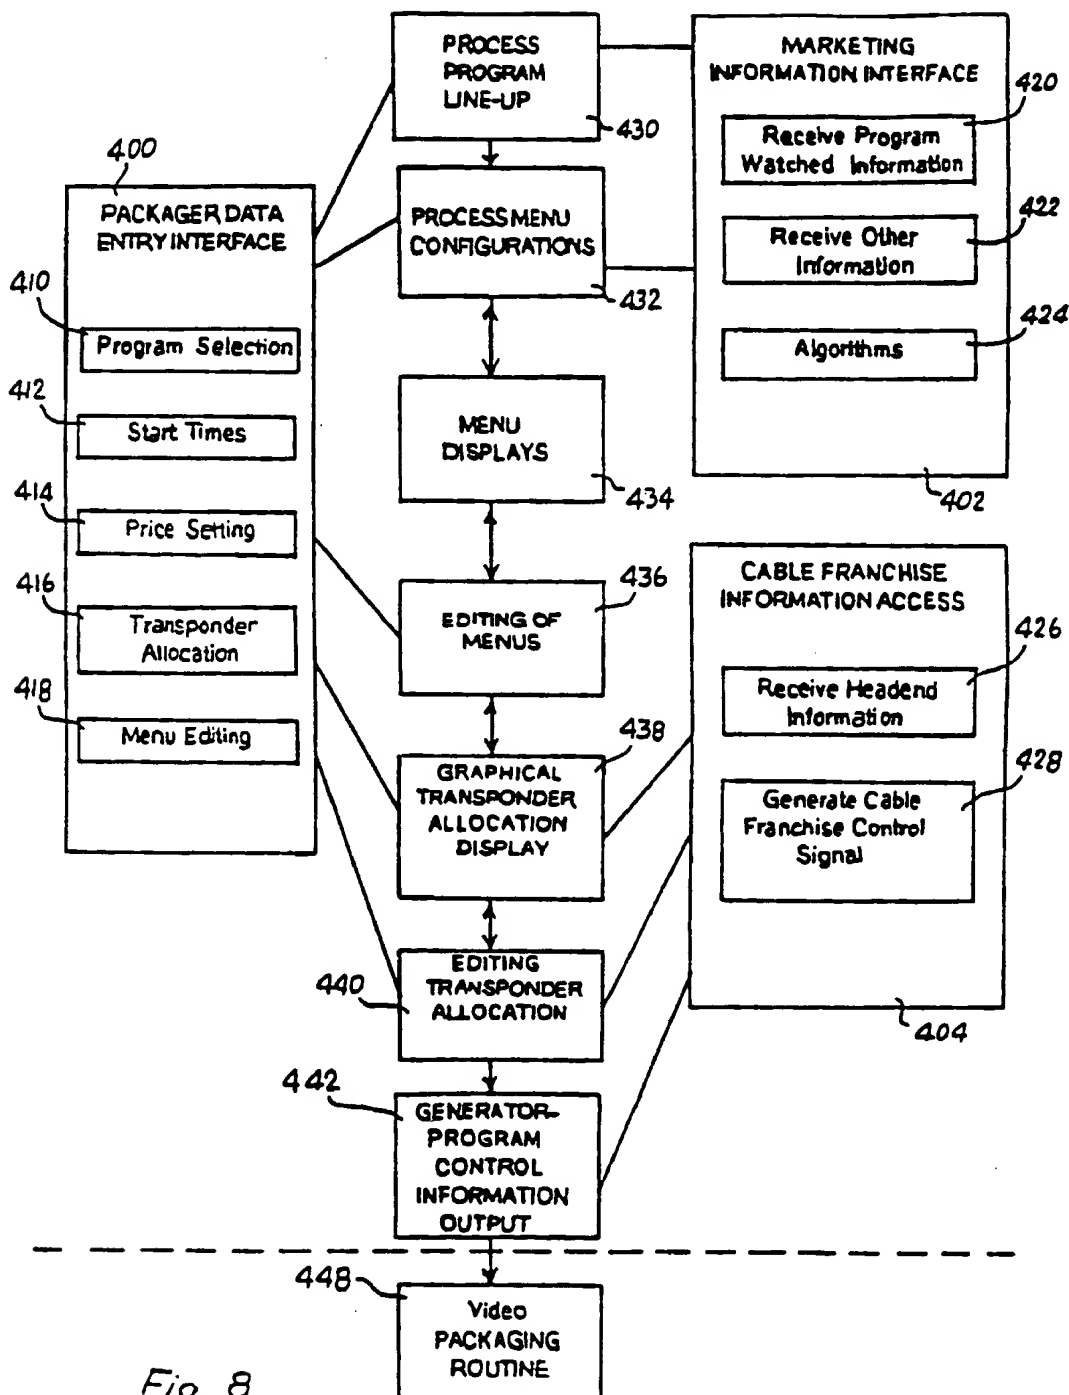 PROCESS
PROGRAM
LINE-UP
430
MARKETING
INFORMATION INTERFACE
420
Receive Program
Watched Information
422
Receive Other
Information
424
Algorithms
402
400
PACKAGER DATA
ENTRY INTERFACE
410
Program Selection
412
Start Times
414
Price Setting
416
Transponder
Allocation
418
Menu Editing
PROCESS MENU
CONFIGURATIONS
432
MENU
DISPLAYS
434
436
EDITING OF
MENUS
438
GRAPHICAL
TRANSPONDER
ALLOCATION
DISPLAY
440
EDITING
TRANSPONDER
ALLOCATION
442
GENERATOR-
PROGRAM
CONTROL
INFORMATION
OUTPUT
CABLE FRANCHISE
INFORMATION ACCESS
426
Receive Headend
Information
428
Generate Cable
Franchise Control
Signal
404
448
Video
PACKAGING
ROUTINE
Fig. 8